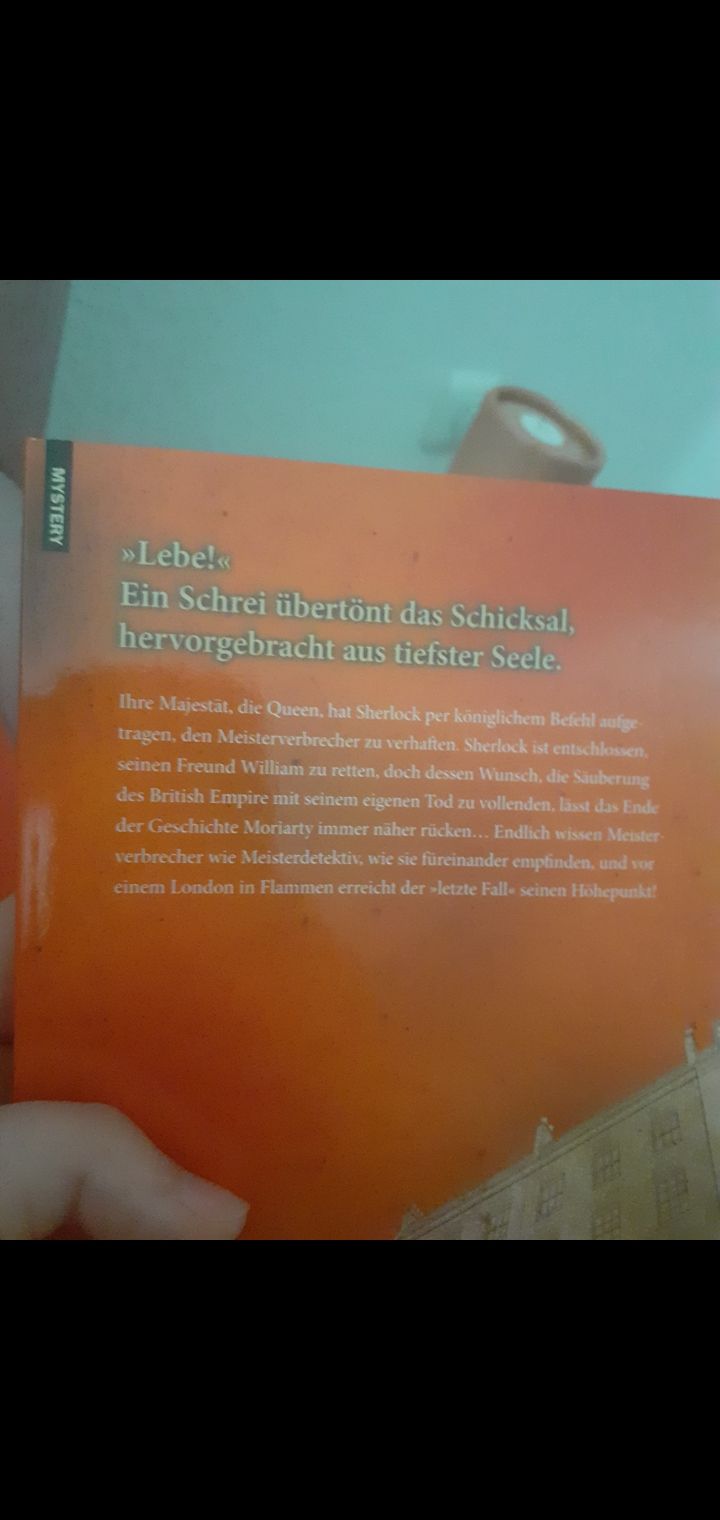 MYSTERY
»Lebe!«
Ein Schrei übertönt das Schicksal,
hervorgebracht aus tiefster Seele.
Ihre Majestät, die Queen, hat Sherlock per königlichem Befehl aufge-
tragen, den Meisterverbrecher zu verhaften. Sherlock ist entschlossen,
seinen Freund William zu retten, doch dessen Wunsch, die Säuberung
des British Empire mit seinem eigenen Tod zu vollenden, lässt das Ende
der Geschichte Moriarty immer näher rücken... Endlich wissen Meister-
verbrecher wie Meisterdetektiv, wie sie füreinander empfinden, und vor
einem London in Flammen erreicht der »letzte Fall« seinen Höhepunkt!